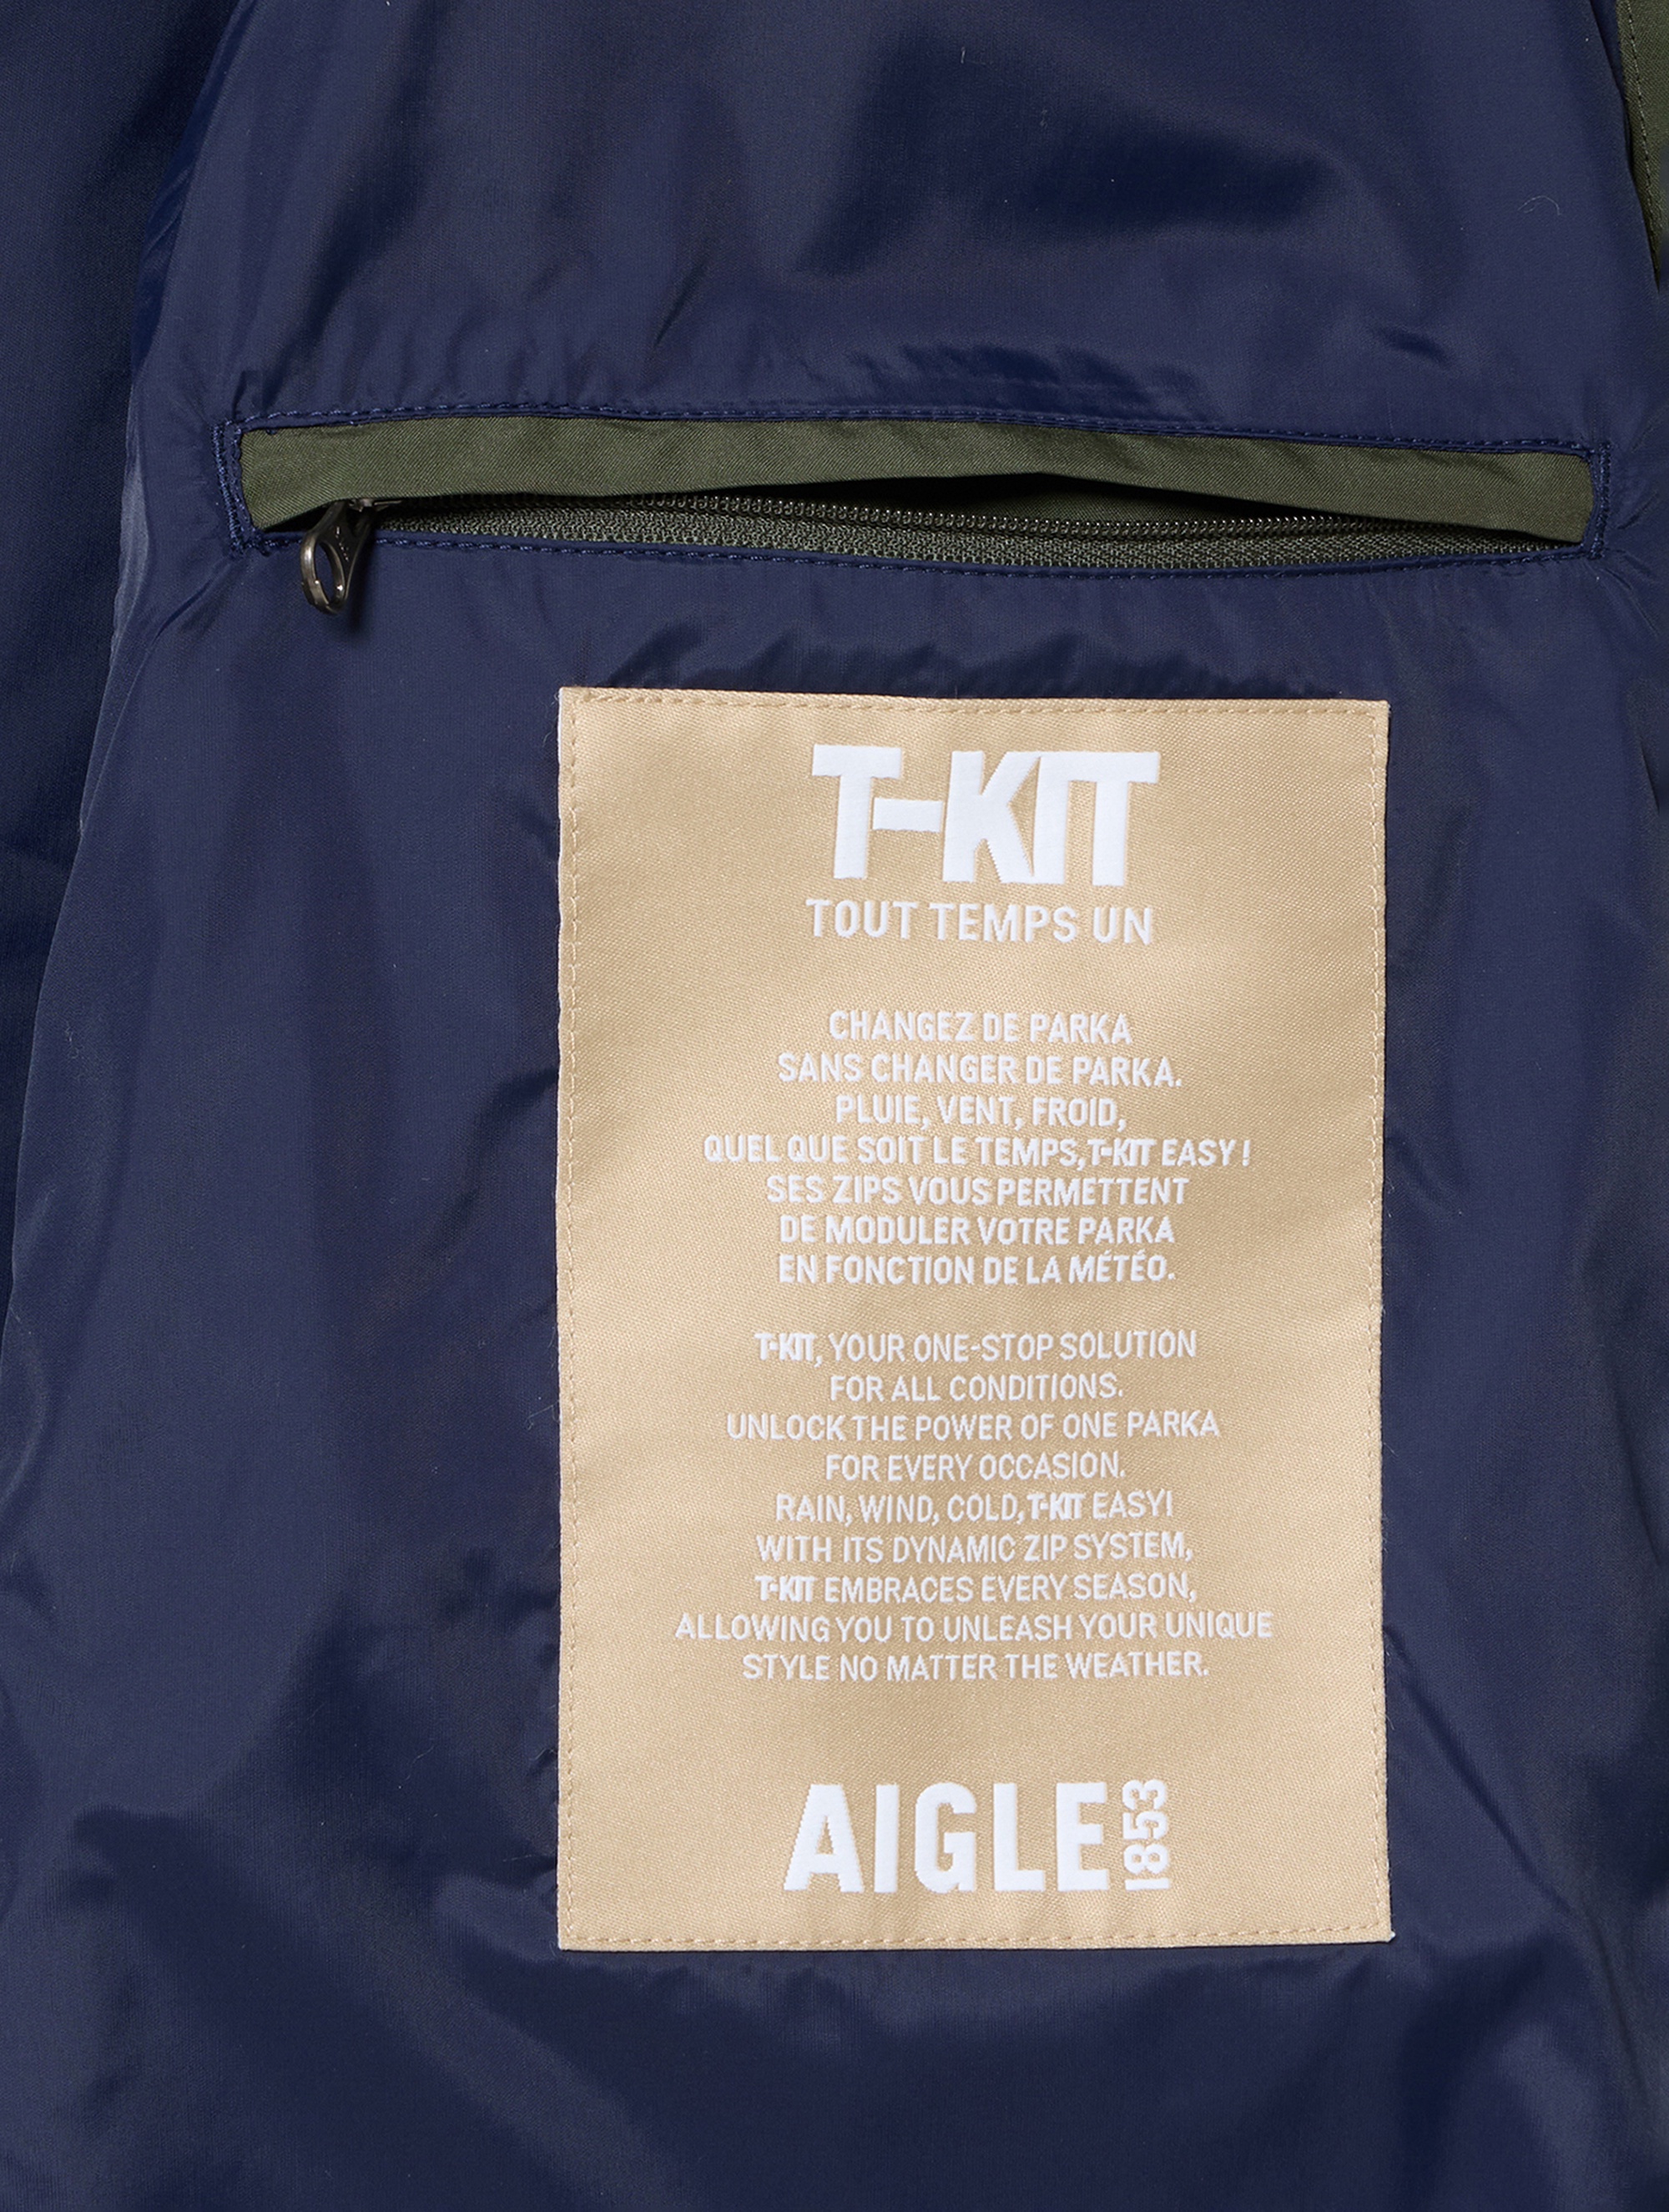 T-KIT
TOUT TEMPS UN
CHANGEZ DE PARKA
SANS CHANGER DE PARKA.
PLUIE, VENT, FROID,
QUEL QUE SOIT LE TEMPS, T-KIT EASY !
SES ZIPS VOUS PERMETTENT
DE MODULER VOTRE PARKA
EN FONCTION DE LA MÉTÉO.
T-KIT, YOUR ONE-STOP SOLUTION
FOR ALL CONDITIONS.
UNLOCK THE POWER OF ONE PARKA
FOR EVERY OCCASION.
RAIN, WIND, COLD, T-KIT EASY!
WITH ITS DYNAMIC ZIP SYSTEM,
T-KIT EMBRACES EVERY SEASON,
ALLOWING YOU TO UNLEASH YOUR UNIQUE
STYLE NO MATTER THE WEATHER.
AIGLE 1853